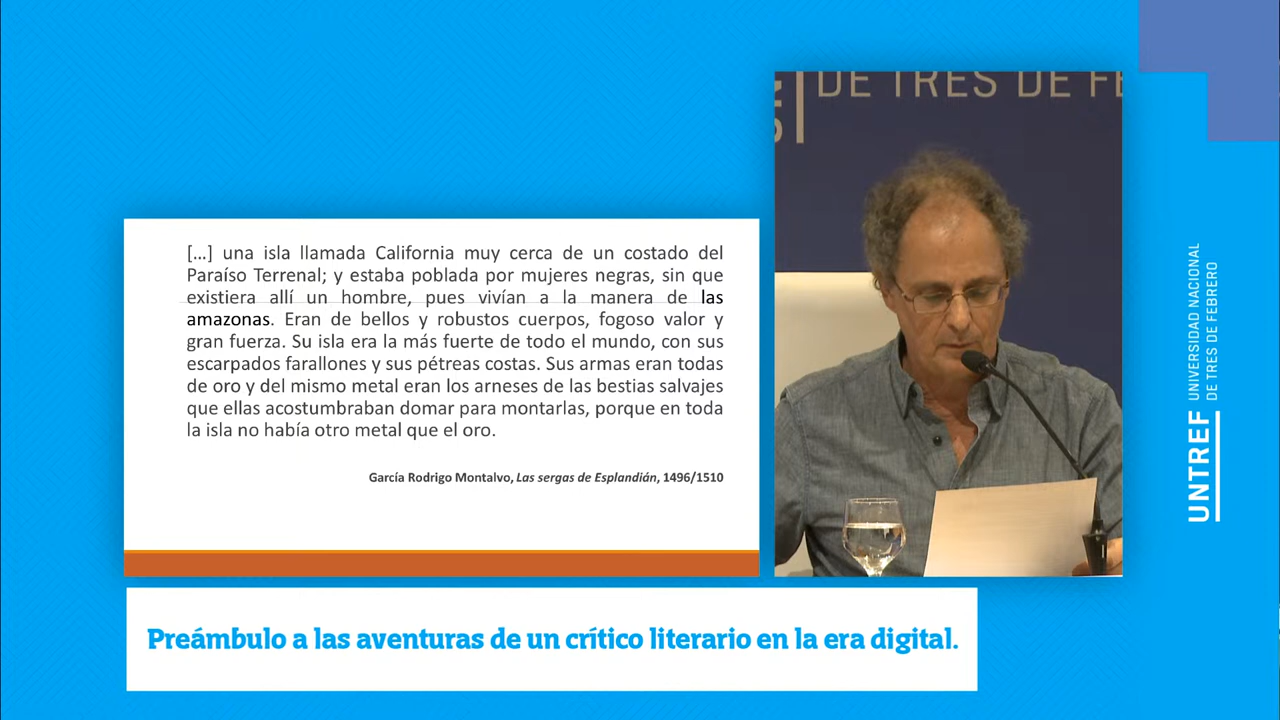 DE TRES DE FE
[...] una isla llamada California muy cerca de un costado del
Paraíso Terrenal; y estaba poblada por mujeres negras, sin que
existiera allí un hombre, pues vivían a la manera de las
amazonas. Eran de bellos y robustos cuerpos, fogoso valor y
gran fuerza. Su isla era la más fuerte de todo el mundo, con sus
escarpados farallones y sus pétreas costas. Sus armas eran todas
de oro y del mismo metal eran los arneses de las bestias salvajes
que ellas acostumbraban domar para montarlas, porque en toda
la isla no había otro metal que el oro.
García Rodrigo Montalvo, Las sergas de Esplandián, 1496/1510
Preámbulo a las aventuras de un crítico literario en la era digital.
UNTREF
UNIVERSIDAD NACIONAL
DE TRES DE FEBRERO